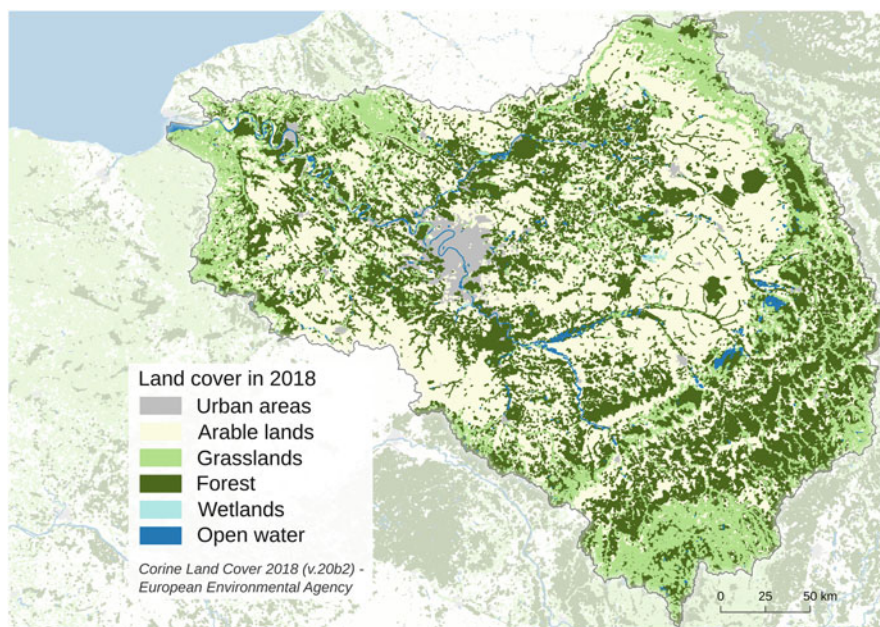 Land cover in 2018
Urban areas
Arable lands
Grasslands
Forest
Wetlands
Open water
Corine Land Cover 2018 (v.20b2) -
European Environmental Agency
0 25 50 km